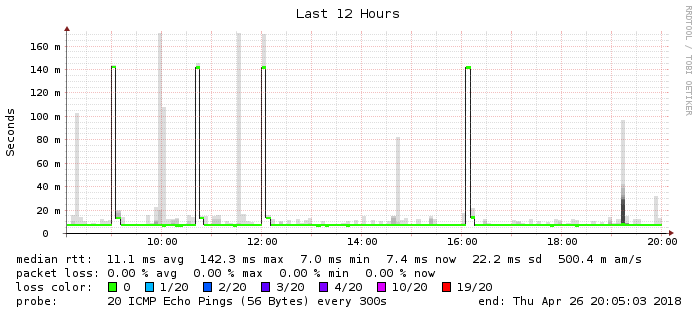 Last 12 Hours
RRDTOOL / TOBI OETIKER
Seconds
160 m
140 m
120 m
100 m
80 m
60 m
40 m
20 m
0
10:00 12:00 14:00 16:00 18:00 20:00
median rtt: 11.1 ms avg 142.3 ms max 7.0 ms min 7.4 ms now 22.2 ms sd 500.4 m am/s
packet loss: 0.00 % avg 0.00 % max 0.00 % min 0.00 % now
loss color: 0 1/20 2/20 3/20 4/20 10/20 19/20
probe: 20 ICMP Echo Pings (56 Bytes) every 300s end: Thu Apr 26 20:05:03 2018